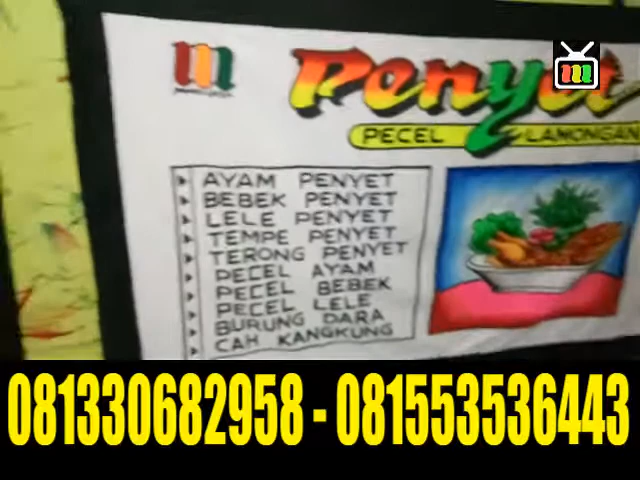 Penyet
PECEL LAMONGAN
AYAM PENYET
BEBEK PENYET
LELE PENYET
TEMPE PENYET
TERONG PENYET
PECEL AYAM
PECEL BEBEK
PECEL LELE
BURUNG DARA
CAH KANGKUNG
081330682958 - 081553536443